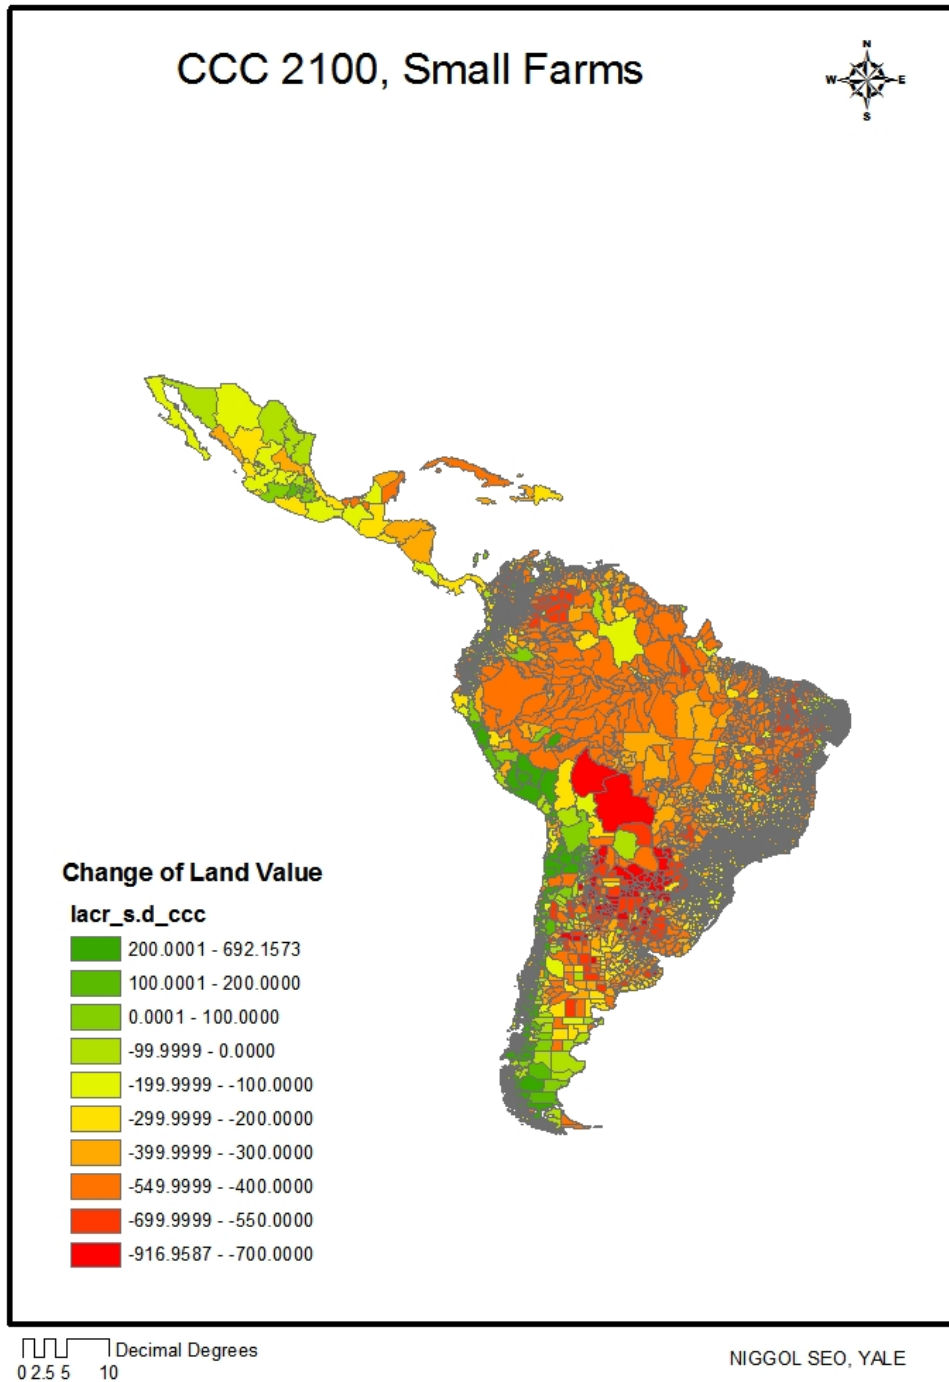 CCC 2100, Small Farms
N
W E
S
Change of Land Value
lacr_s.d_ccc
200.0001 - 692.1573
100.0001 - 200.0000
0.0001 - 100.0000
-99.9999 - 0.0000
-199.9999 - -100.0000
-299.9999 - -200.0000
-399.9999 - -300.0000
-549.9999 - -400.0000
-699.9999 - -550.0000
-916.9587 - -700.0000
Decimal Degrees
0 2.5 5 10
NIGGOL SEO, YALE